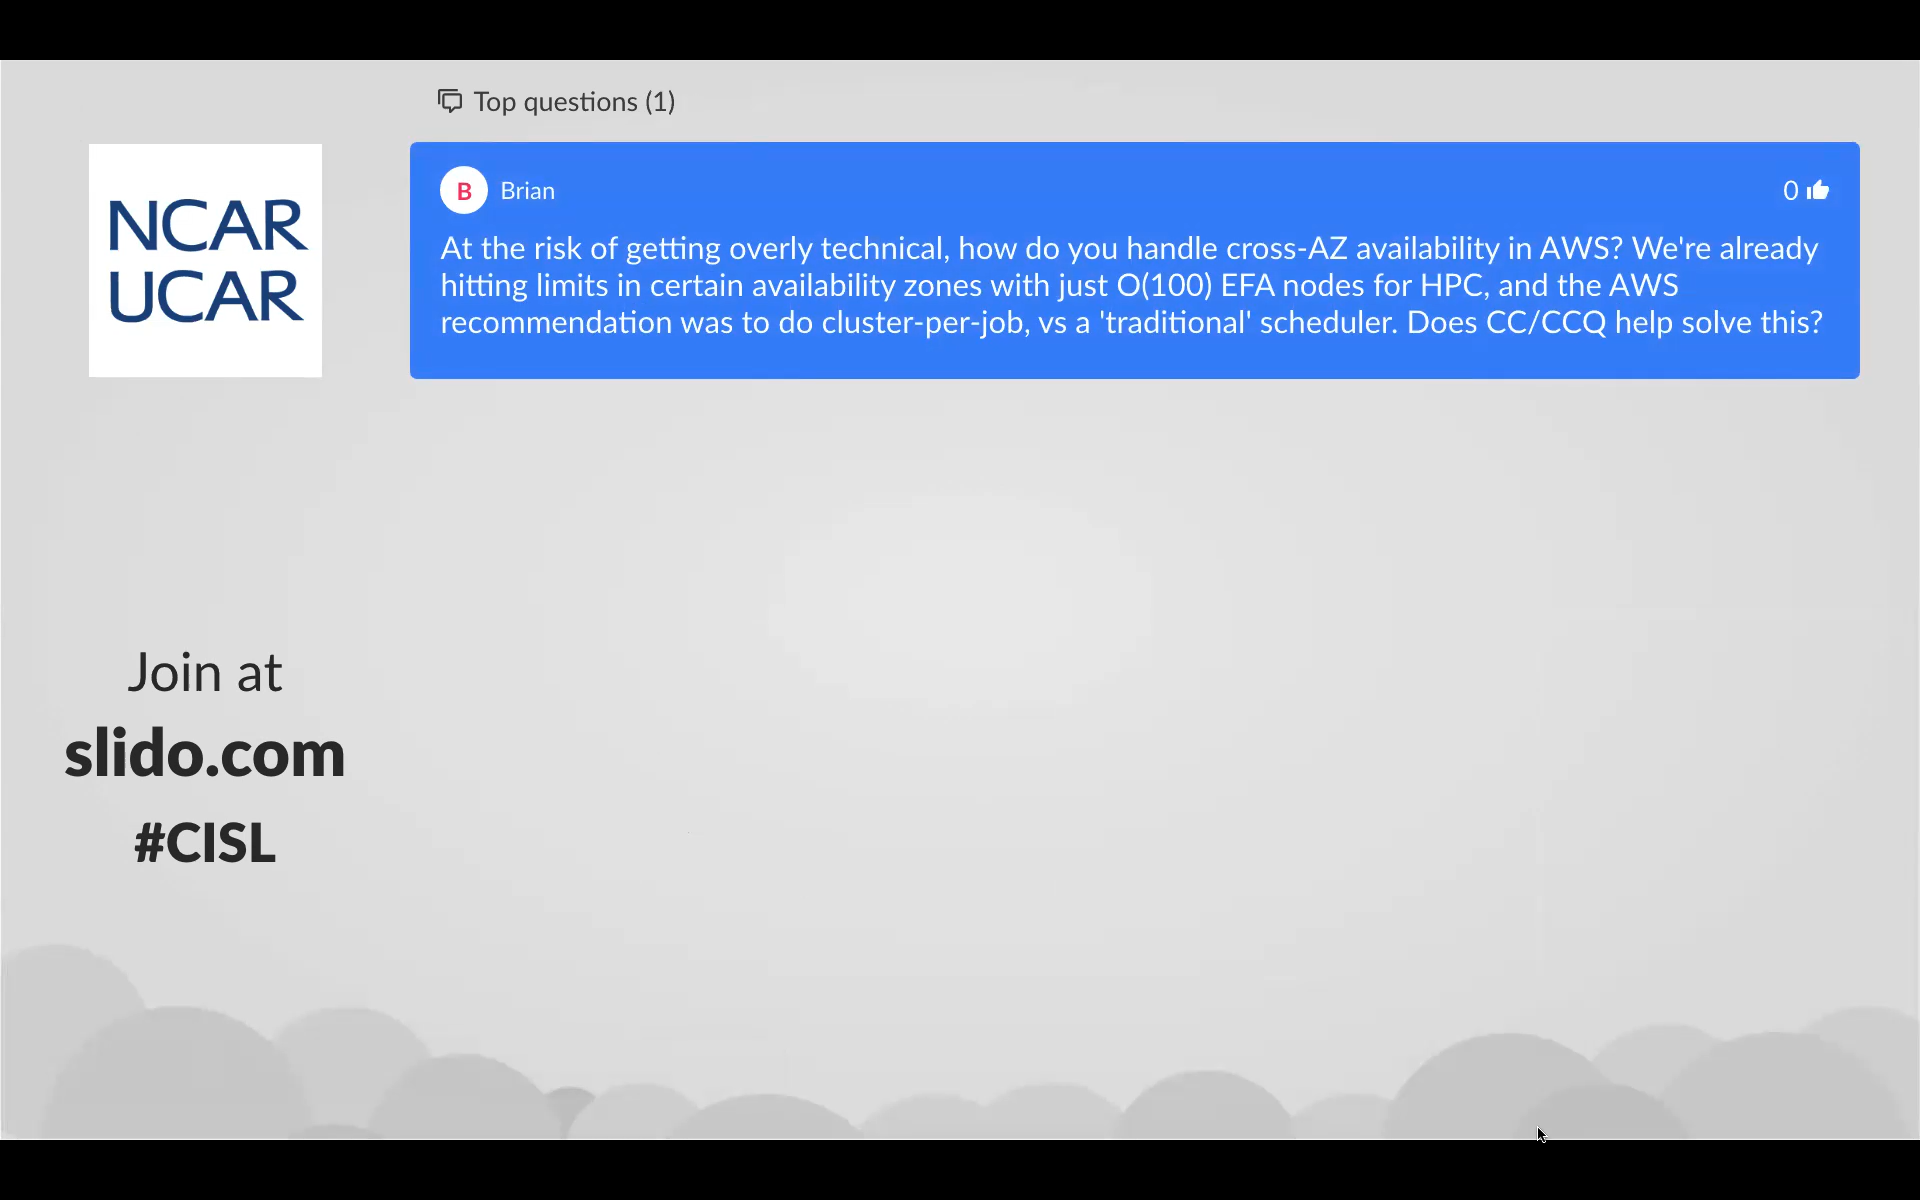 Top questions (1)
NCAR
UCAR
B
Brian
0
At the risk of getting overly technical, how do you handle cross-AZ availability in AWS? We're already
hitting limits in certain availability zones with just O(100) EFA nodes for HPC, and the AWS
recommendation was to do cluster-per-job, vs a 'traditional' scheduler. Does CC/CCQ help solve this?
Join at
slido.com
#CISL